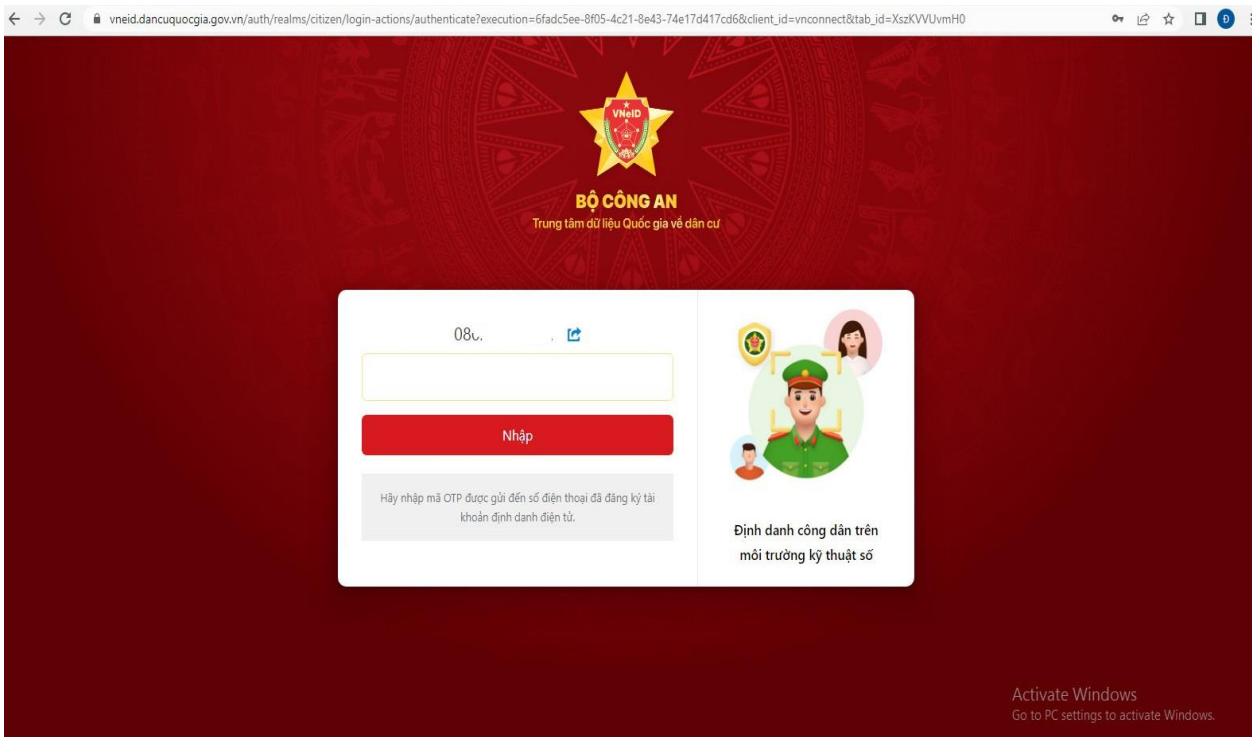 vneid.dancuquocgia.gov.vn/auth/realms/citizen/login-actions/authenticate?execution=6fadc5ee-8f05-4c21-8e43-74e17d417cd6&client_id=vnconnect&tab_id=XszKVVUvmH0
Đ
VNeID
BỘ CÔNG AN
Trung tâm dữ liệu Quốc gia về dân cư
Nhập
Hãy nhập mã OTP được gửi đến số điện thoại đã đăng ký tài
khoản định danh điện tử.
Định danh công dân trên
môi trường kỹ thuật số
Activate Windows
Go to PC settings to activate Windows.